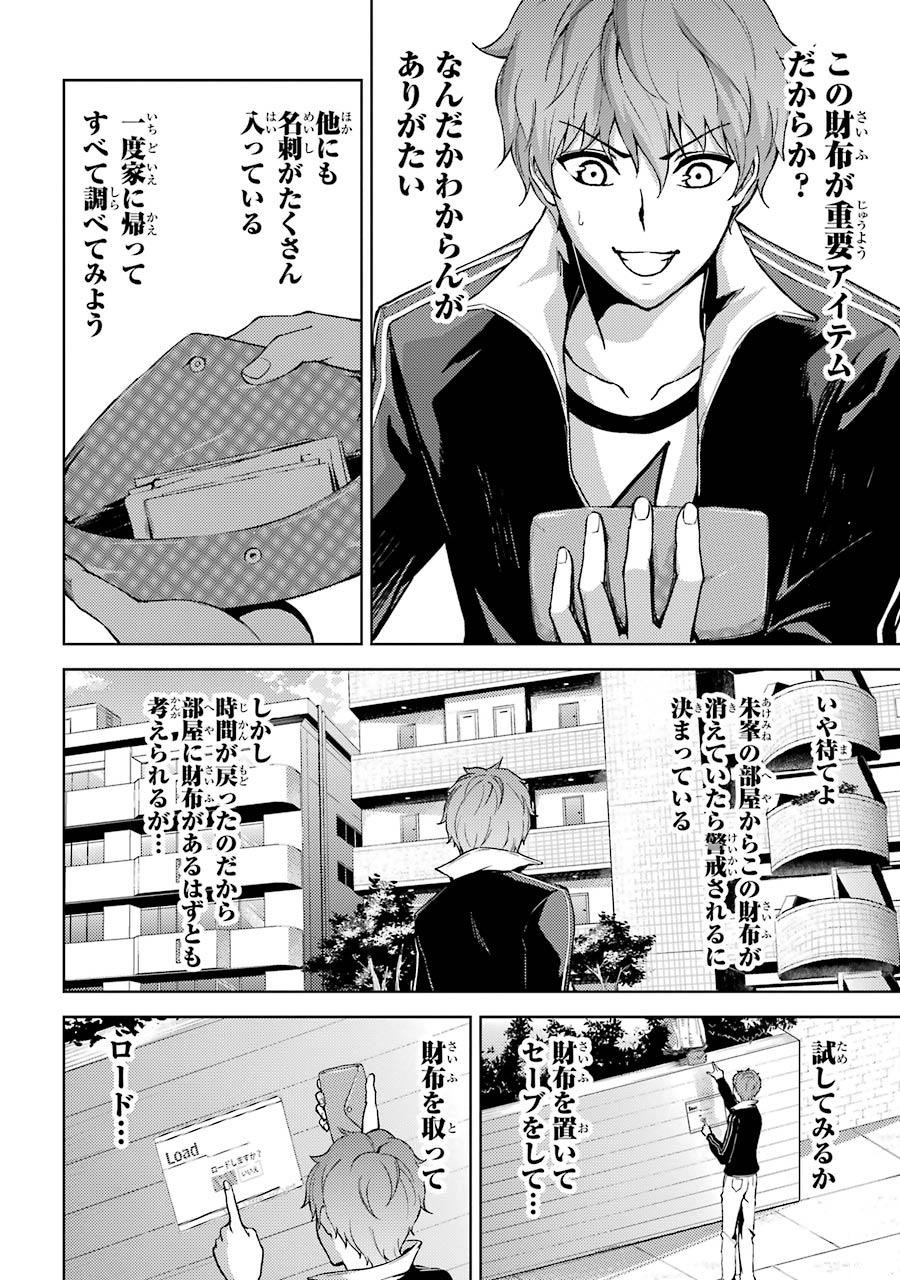 この財布が重要アイテム
だからか？
なんだかわからんが
ありがたい
他にも
名刺がたくさん
入っている
一度家に帰って
すべて調べてみよう
いや待てよ
朱峯の部屋からこの財布が
消えていたら警戒されるに
決まっている
しかし
時間が戻ったのだから
部屋に財布があるはずとも
考えられるが…
試してみるか
財布を置いて
セーブをして…
財布を取って
ロード…
Load
ロードしますか?
いいえ